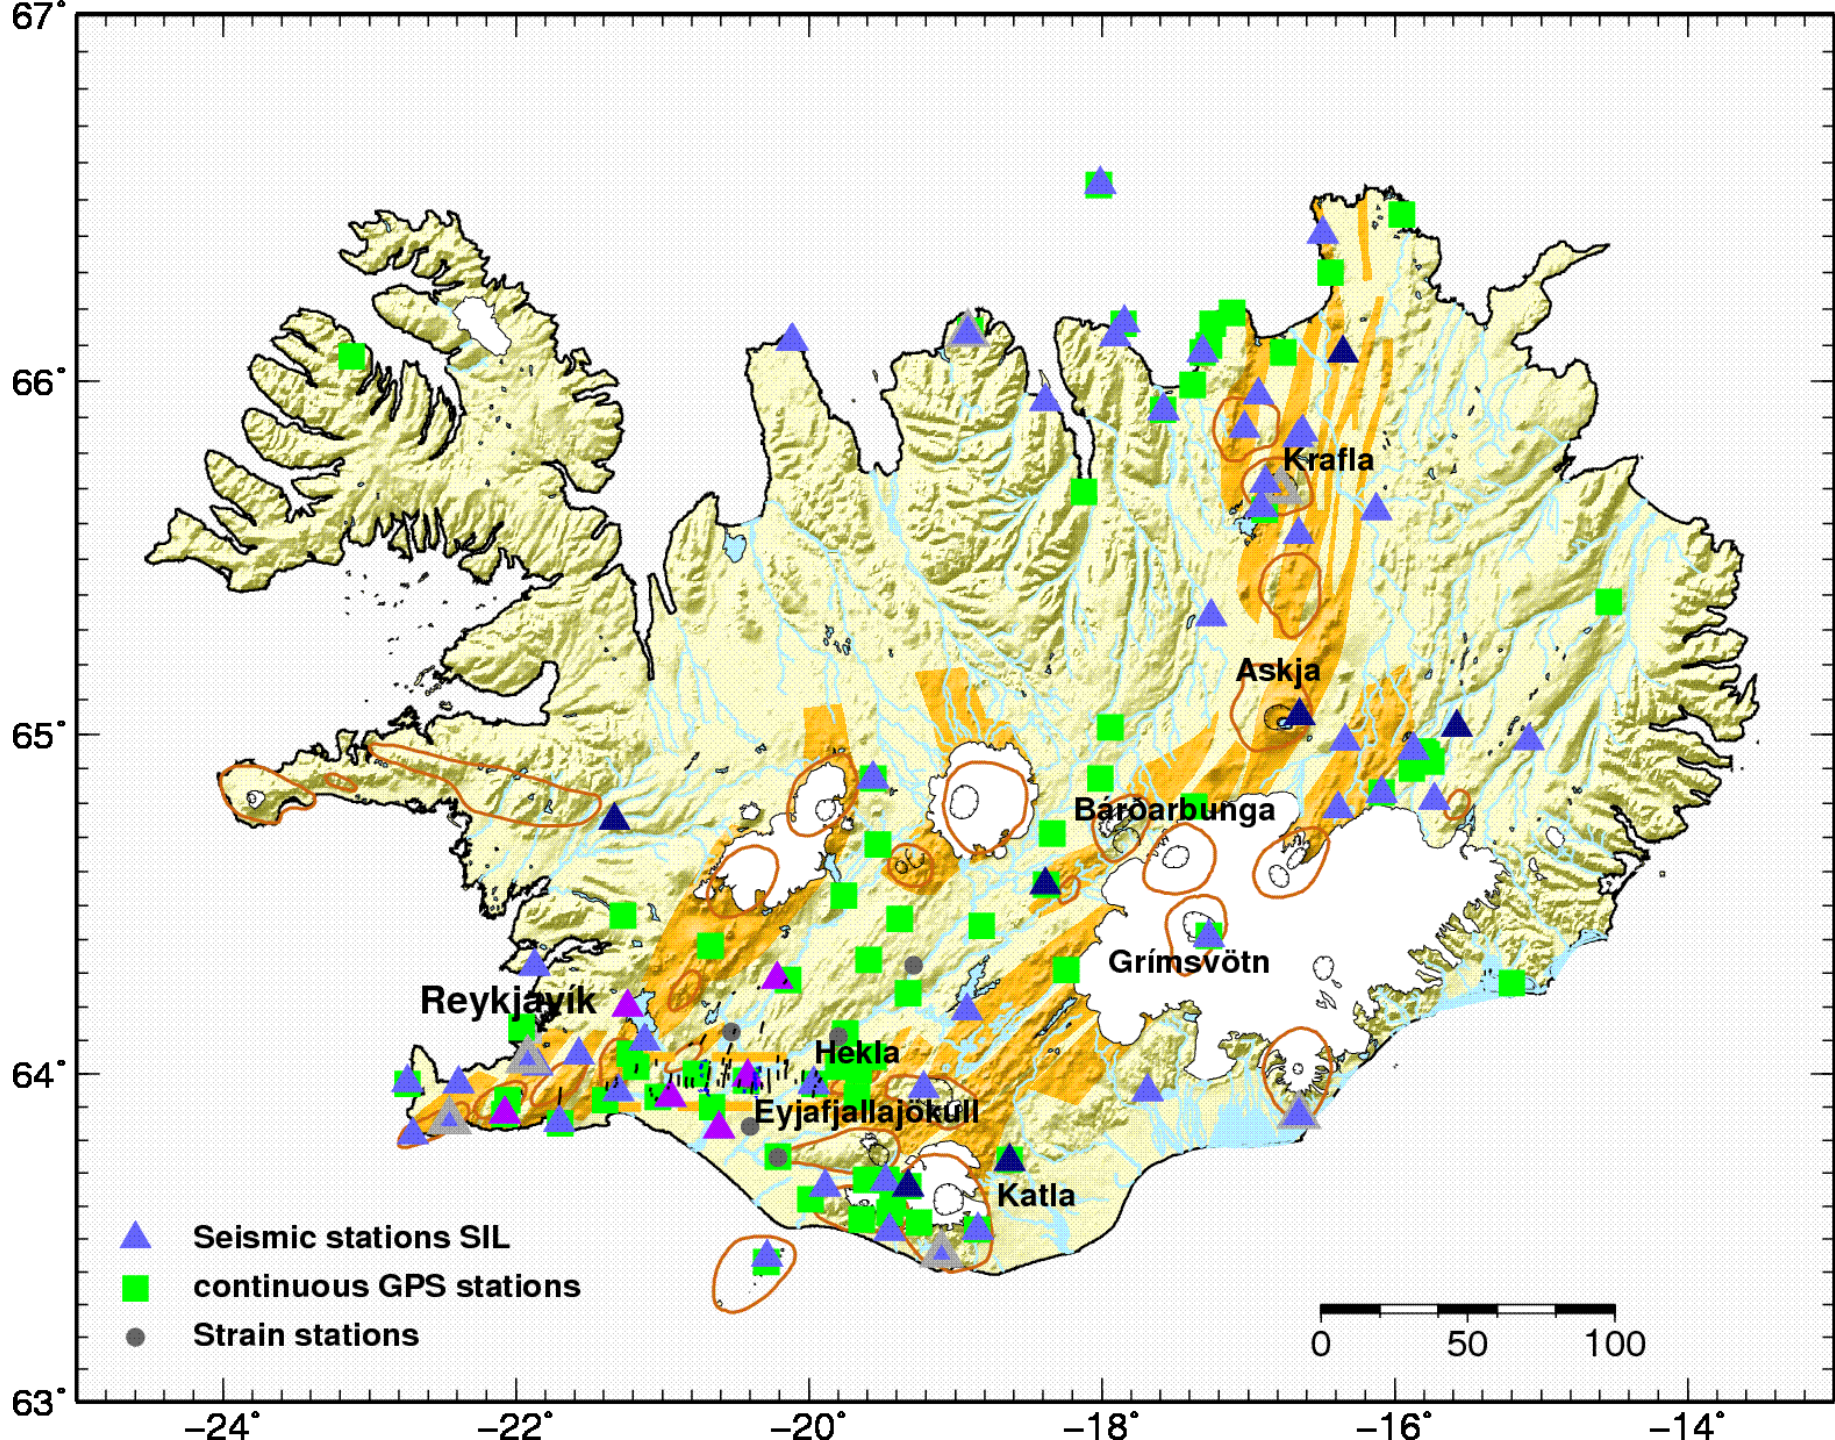 67°
66°
Krafla
Askja
65°
Báróarbunga
Grímsvötn
Reykjavík
64°
Hekla
Eyjafjallajökull
Katla
Seismic stations SIL
continuous GPS stations
Strain stations
0 50 100
63°
−24° −22° −20° −18° −16° −14°